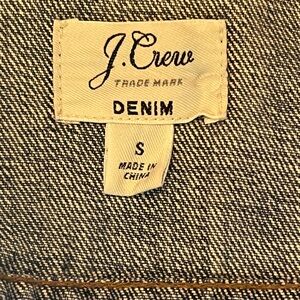 J.Crew
TRADE MARK
DENIM
S
MADE IN
CHINA